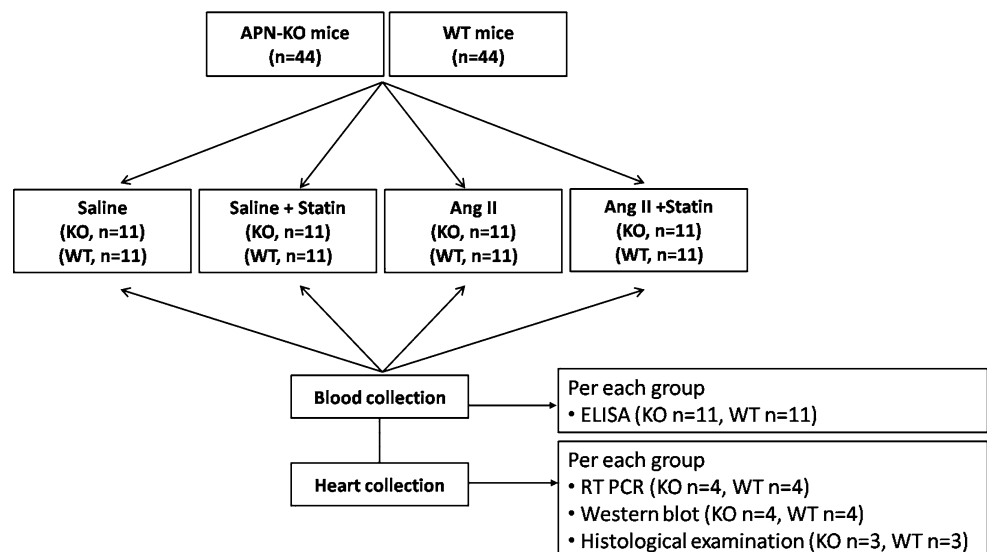 APN-KO mice
(n=44)
WT mice
(n=44)
Saline
(KO, n=11)
(WT, n=11)
Saline + Statin
(KO, n=11)
(WT, n=11)
Ang II
(KO, n=11)
(WT, n=11)
Ang II +Statin
(KO, n=11)
(WT, n=11)
Blood collection
Per each group
• ELISA (KO n=11, WT n=11)
Heart collection
Per each group
• RT PCR (KO n=4, WT n=4)
• Western blot (KO n=4, WT n=4)
• Histological examination (KO n=3, WT n=3)